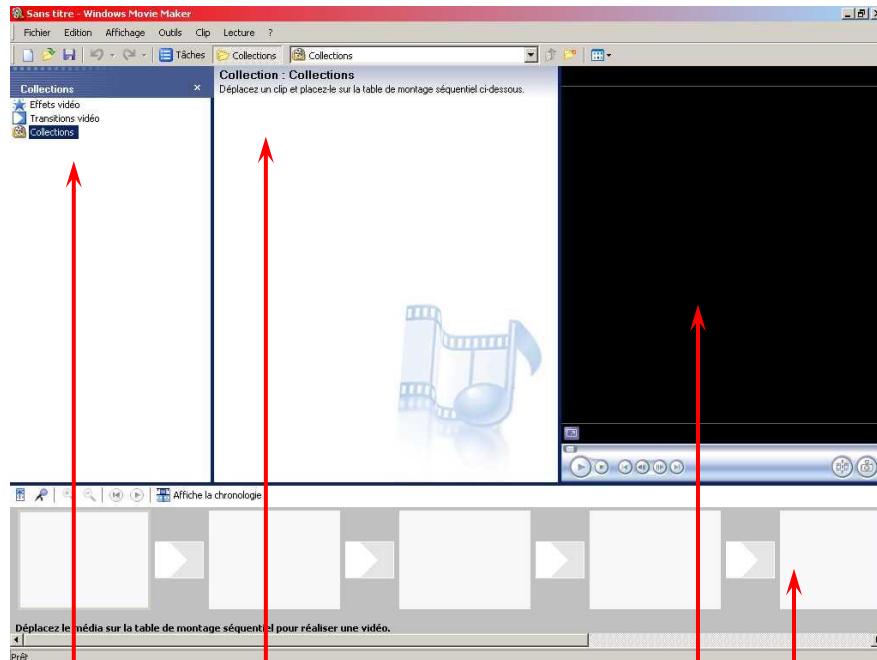 Sans titre - Windows Movie Maker
Fichier Edition Affichage Outils Clip Lecture ?
Tâches Collections Collections
Collections
Effets vidéo
Transitions vidéo
Collections
Collection : Collections
Déplacez un clip et placez-le sur la table de montage séquentiel ci-dessous.
Affiche la chronologie
Déplacez le média sur la table de montage séquentiel pour réaliser une vidéo.
Prêt